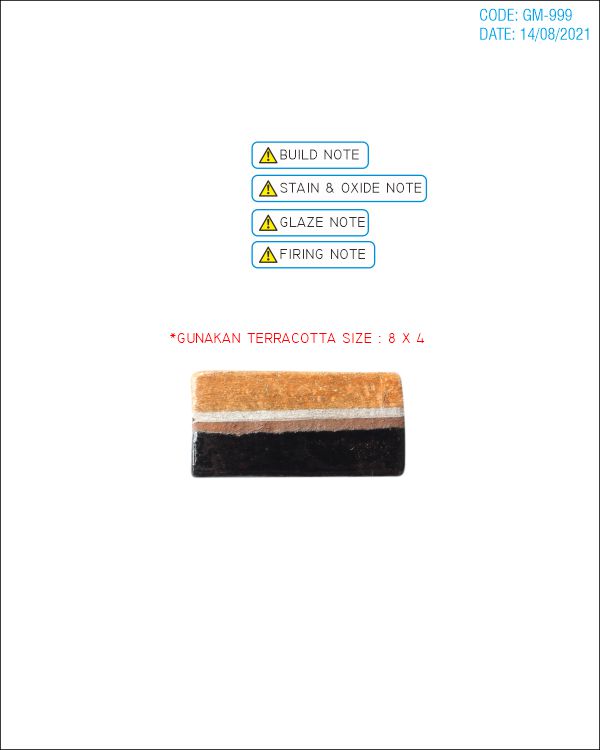 CODE: GM-999
DATE: 14/08/2021
BUILD NOTE
STAIN & OXIDE NOTE
GLAZE NOTE
FIRING NOTE
*GUNAKAN TERRACOTTA SIZE : 8 X 4